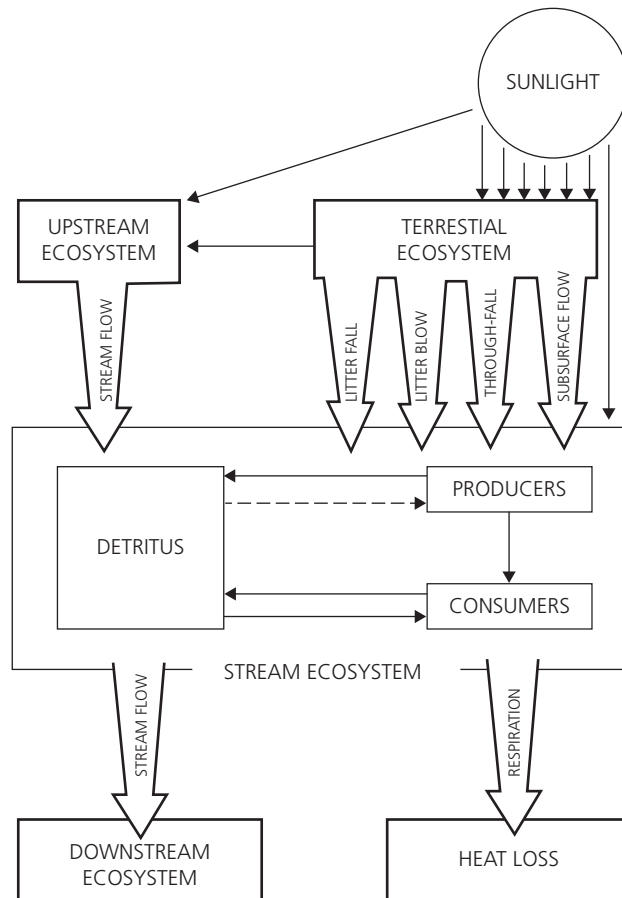 SUNLIGHT
UPSTREAM
ECOSYSTEM
TERRESTIAL
ECOSYSTEM
STREAM FLOW
LITTER FALL
LITTER BLOW
THROUGH-FALL
SUBSURFACE FLOW
DETRITUS
PRODUCERS
CONSUMERS
STREAM ECOSYSTEM
STREAM FLOW
RESPIRATION
DOWNSTREAM
ECOSYSTEM
HEAT LOSS